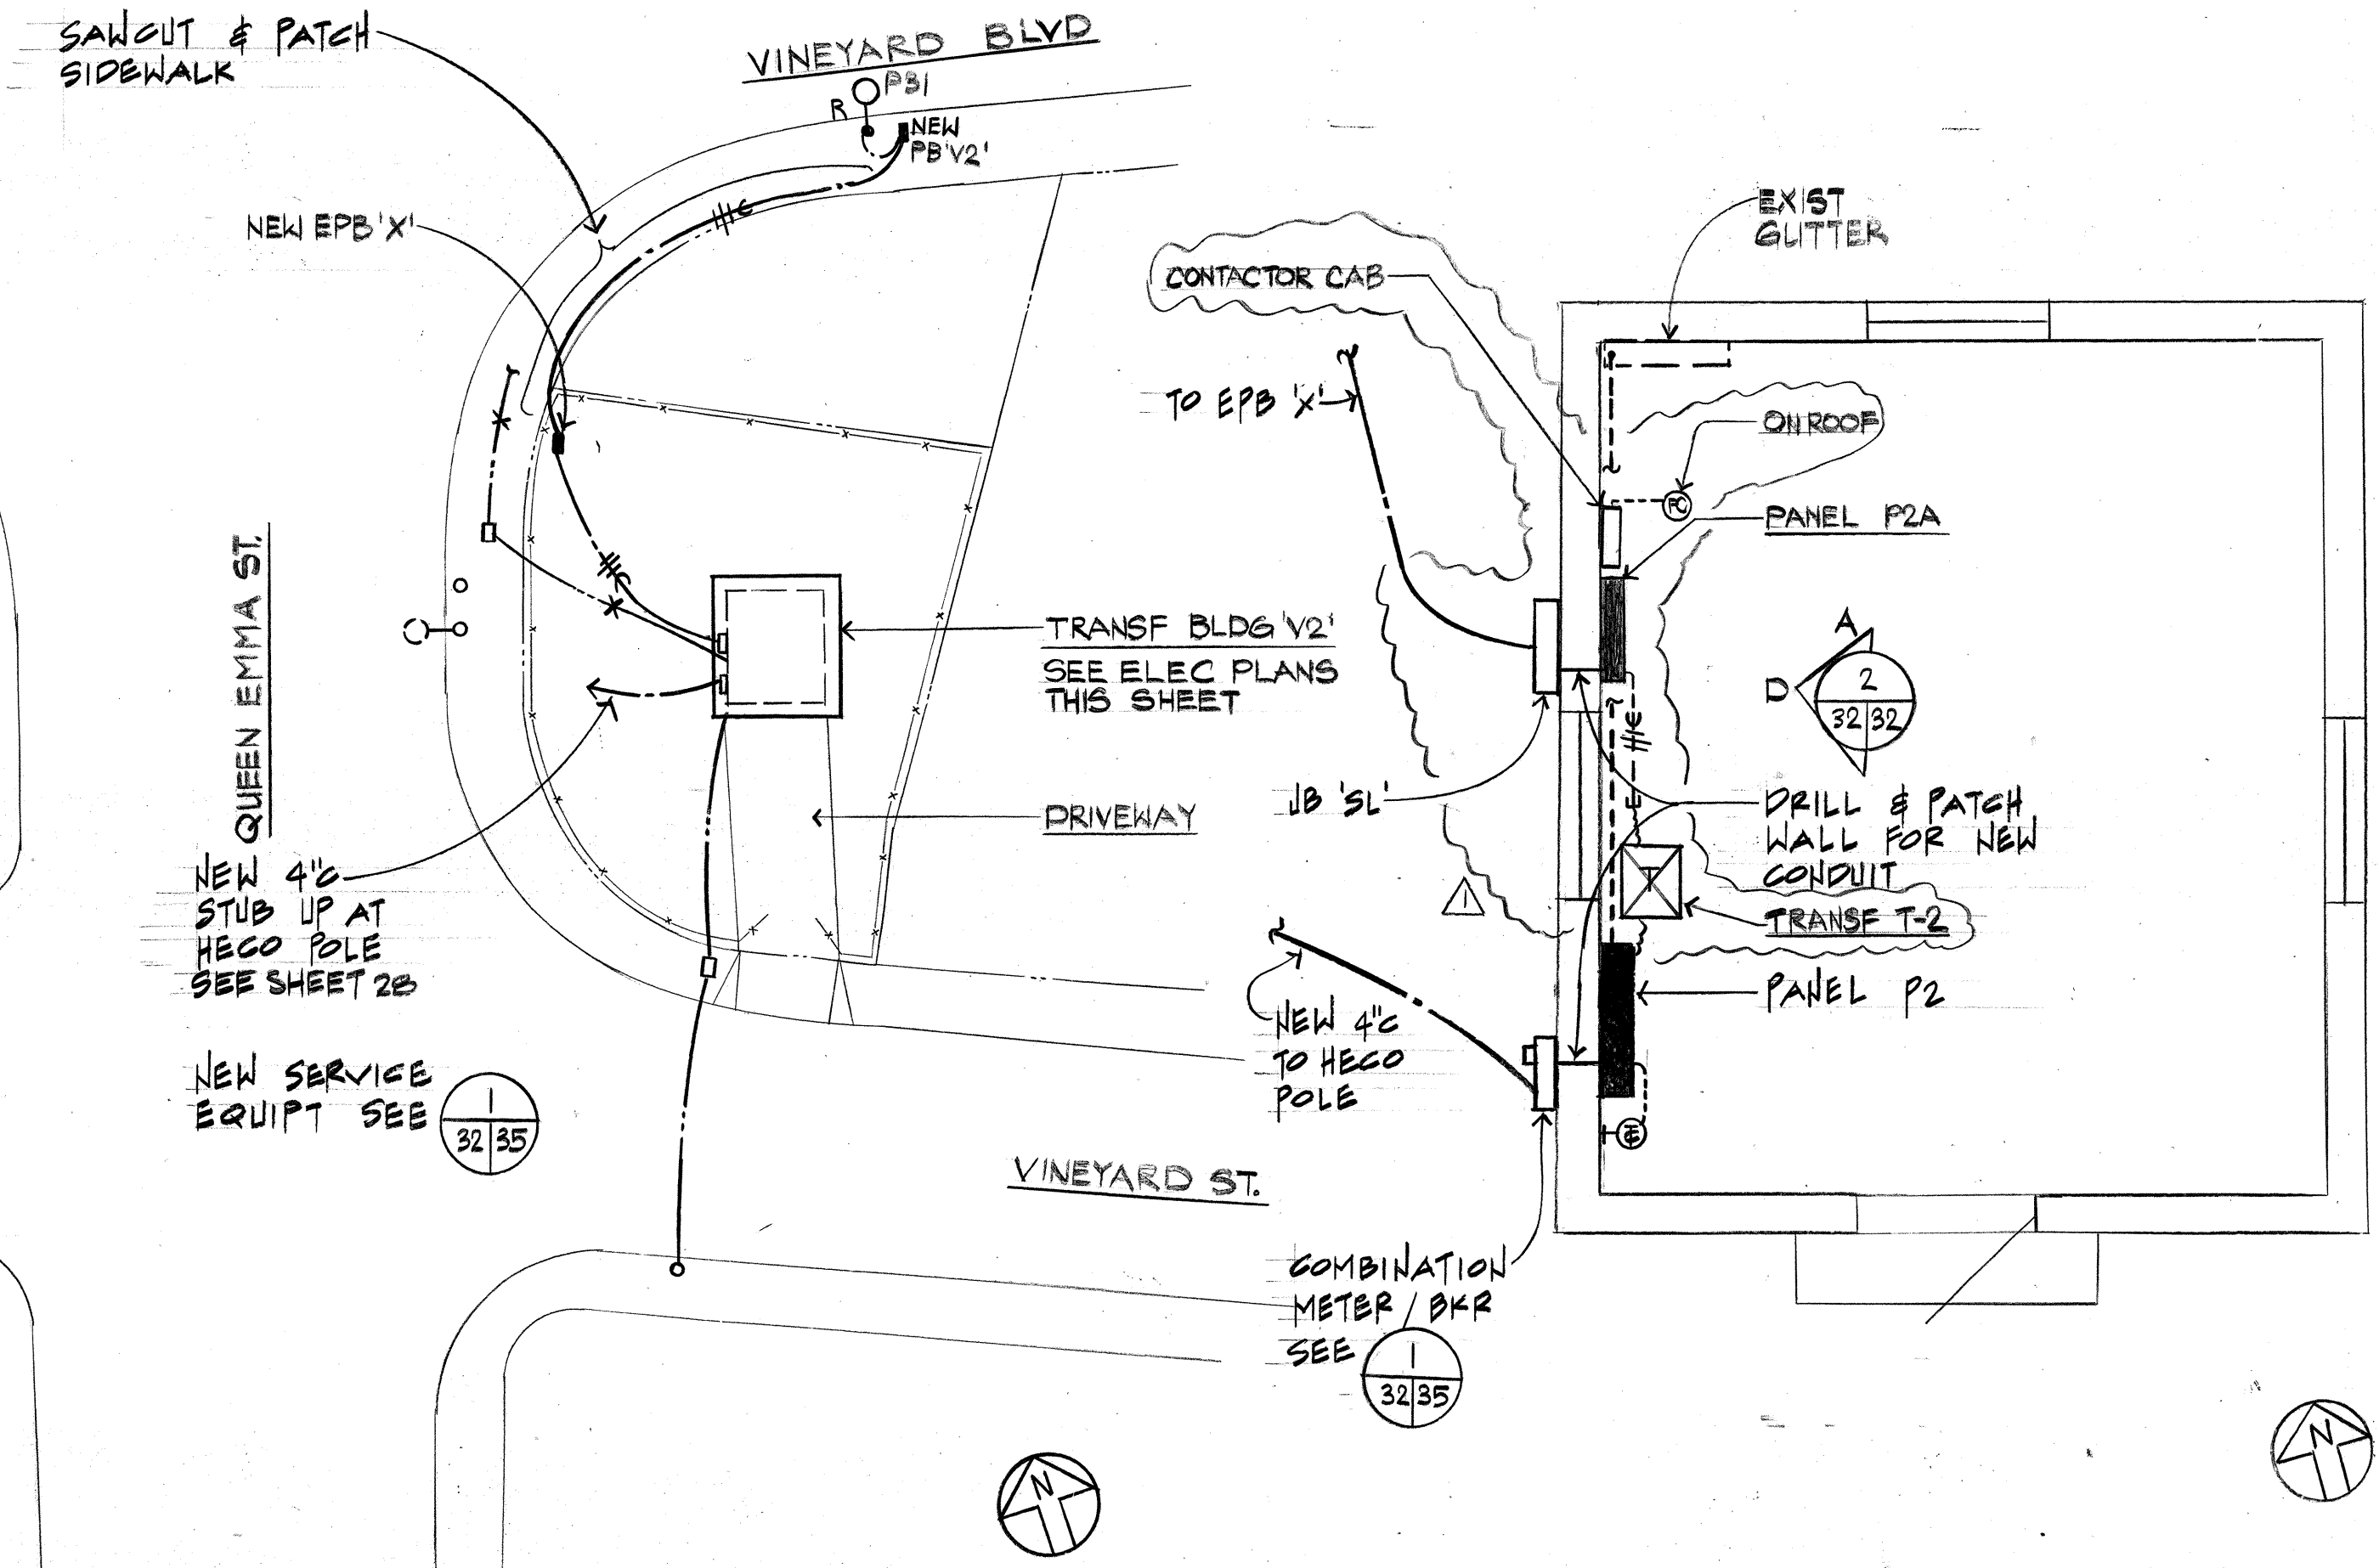 SAWCUT & PATCH
SIDEWALK
VINEYARD BLVD
PB1
R
NEW
PB 'V2'
NEW EPB 'X'
C
QUEEN EMMA ST.
TRANSF BLDG 'V2'
SEE ELEC PLANS
THIS SHEET
DRIVEWAY
NEW 4"C
STUB UP AT
HECO POLE
SEE SHEET 28
NEW SERVICE
EQUIPT SEE
1
32 35
VINEYARD ST.
N
EXIST
GUTTER
CONTACTOR CAB
TO EPB 'X'
ON ROOF
PC
PANEL P2A
A
D
2
32 32
JB 'SL'
E
E
DRILL & PATCH
WALL FOR NEW
CONDUIT
T
TRANSF T-2
1
PANEL P2
NEW 4"C
TO HECO
POLE
COMBINATION
METER / BKR
SEE
1
32 35
N